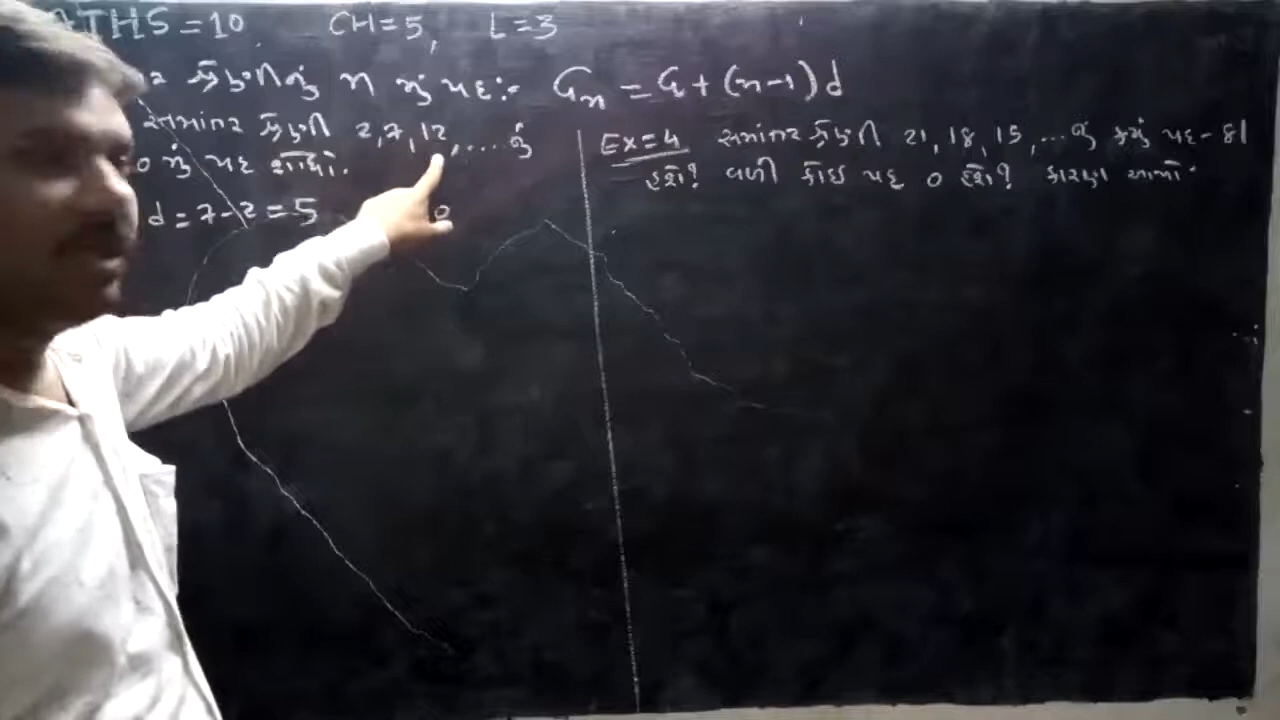 THS = 10. CH = 5, L = 3
શ્રેણીનું n મું પદ :- an = a + (n-1)d
સમાંતર શ્રેણી 2, 7, 12, .... નું
0 મું પદ શોધો.
d = 7 - 2 = 5
0
Ex = 4 સમાંતર શ્રેણી 21, 18, 15, ... નું કયું પદ - 81
હશે? વળી કોઇ પદ 0 હશે? કારણ આપો.